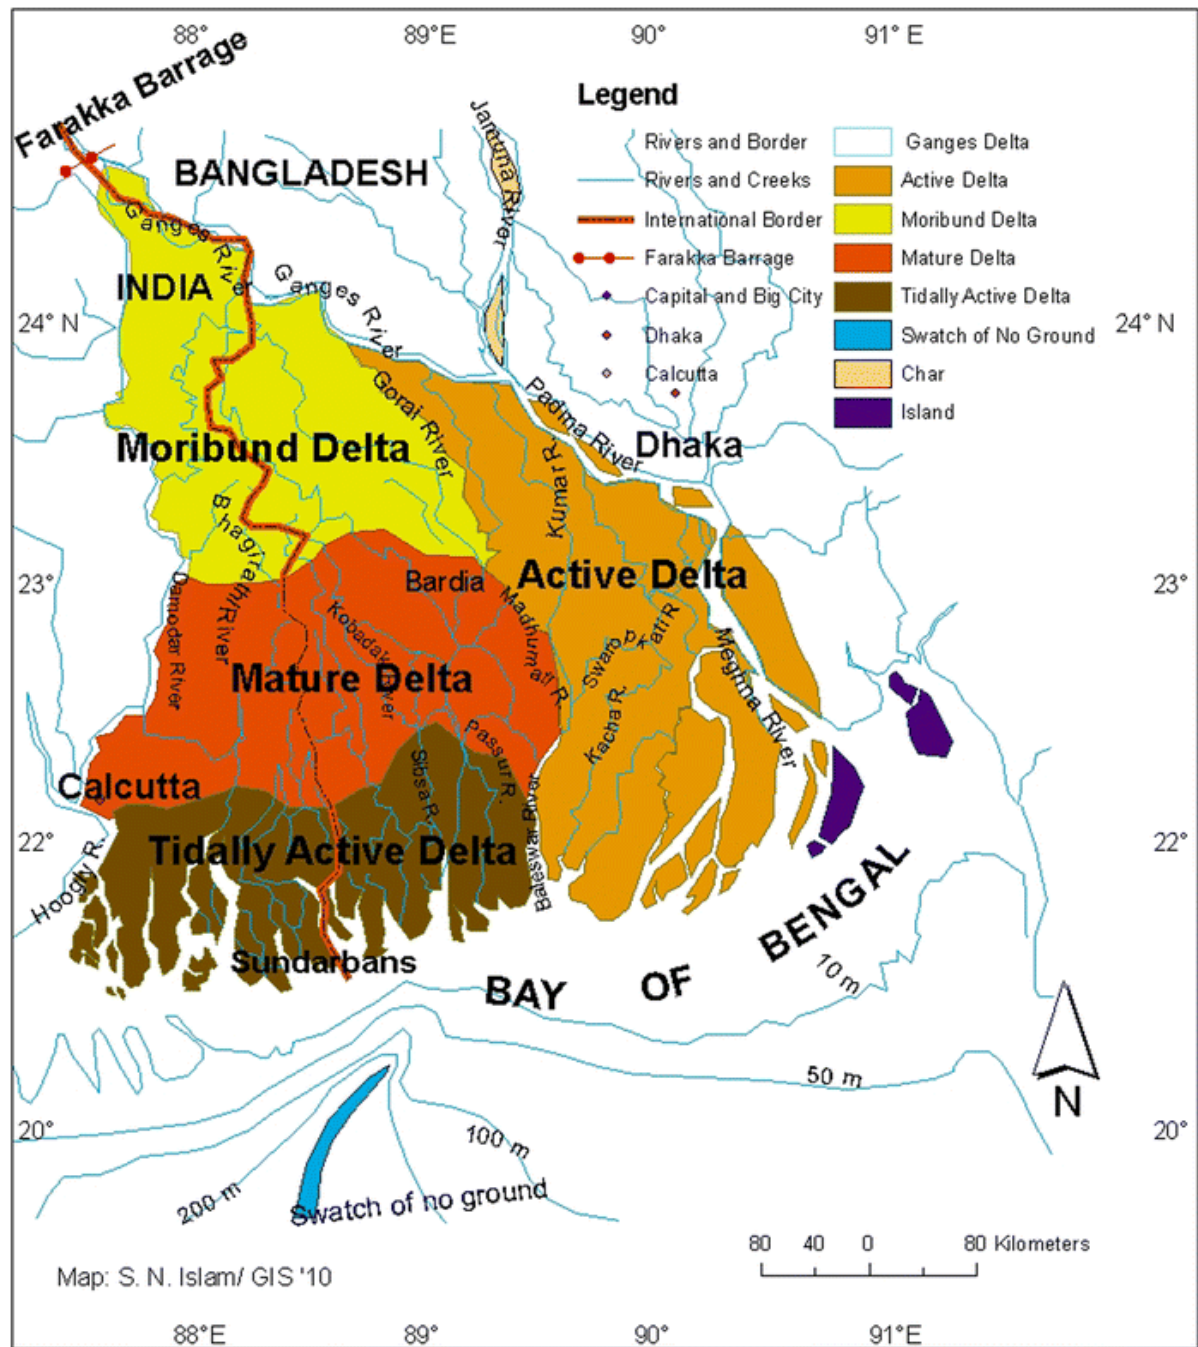 88°
89°E
90°
91° E
Farakka Barrage
Legend
Rivers and Border
Rivers and Creeks
International Border
Farakka Barrage
Capital and Big City
Dhaka
Calcutta
Ganges Delta
Active Delta
Moribund Delta
Mature Delta
Tidally Active Delta
Swatch of No Ground
Char
Island
Jamuna River
BANGLADESH
Ganges River
INDIA
Ganges River
24° N
24° N
Gorai River
Padma River
Dhaka
Moribund Delta
Kumar R.
Bhagirathi River
23°
Bardia
Active Delta
23°
Damodar River
Kobadak River
Madhumati R.
Swarupkati R
Meghna River
Mature Delta
Kacha R.
Passur R.
Sibsa R.
Calcutta
Baleswar River
22°
Tidally Active Delta
22°
Hoogly R.
Sundarbans
BAY OF BENGAL
10 m
50 m
N
20°
100 m
20°
200 m
Swatch of no ground
80 40 0 80 Kilometers
Map: S. N. Islam/ GIS '10
88°E
89°
90°
91°E